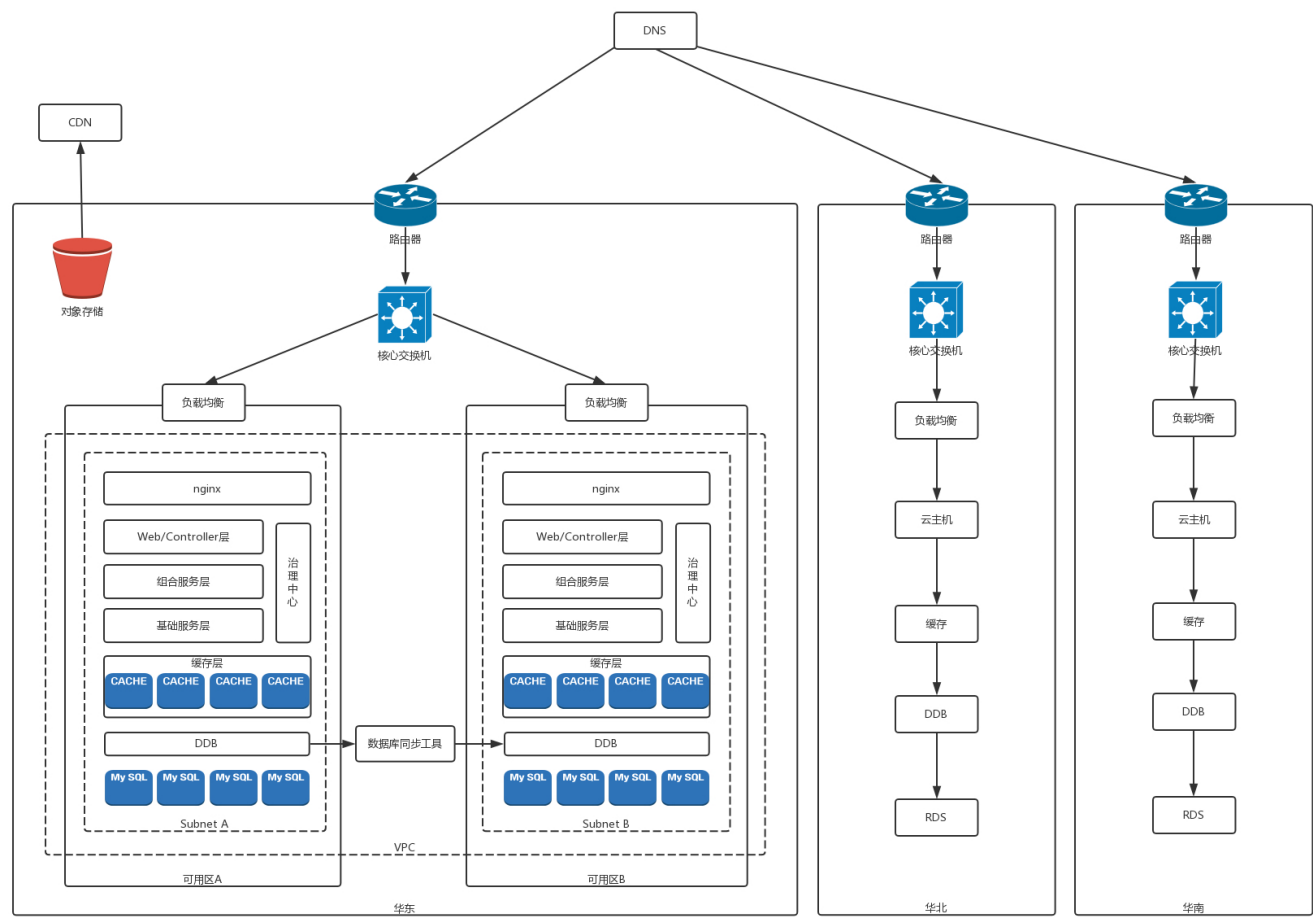 DNS
CDN
对象存储
路由器
核心交换机
负载均衡
负载均衡
nginx
Web/Controller层
组合服务层
基础服务层
治理中心
缓存层
CACHE CACHE CACHE CACHE
DDB
My SQL My SQL My SQL My SQL
Subnet A
可用区A
数据库同步工具
nginx
Web/Controller层
组合服务层
基础服务层
治理中心
缓存层
CACHE CACHE CACHE CACHE
DDB
My SQL My SQL My SQL My SQL
Subnet B
可用区B
VPC
华东
路由器
核心交换机
负载均衡
云主机
缓存
DDB
RDS
华北
路由器
核心交换机
负载均衡
云主机
缓存
DDB
RDS
华南